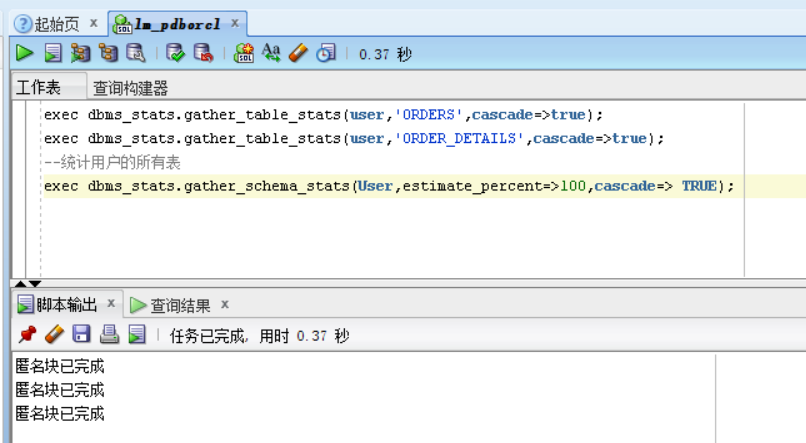 起始页 x lm_pdborcl x
0.37 秒
工作表 查询构建器
exec dbms_stats.gather_table_stats(user,'ORDERS',cascade=>true);
exec dbms_stats.gather_table_stats(user,'ORDER_DETAILS',cascade=>true);
--统计用户的所有表
exec dbms_stats.gather_schema_stats(User,estimate_percent=>100,cascade=> TRUE);
脚本输出 x 查询结果 x
任务已完成, 用时 0.37 秒
匿名块已完成
匿名块已完成
匿名块已完成